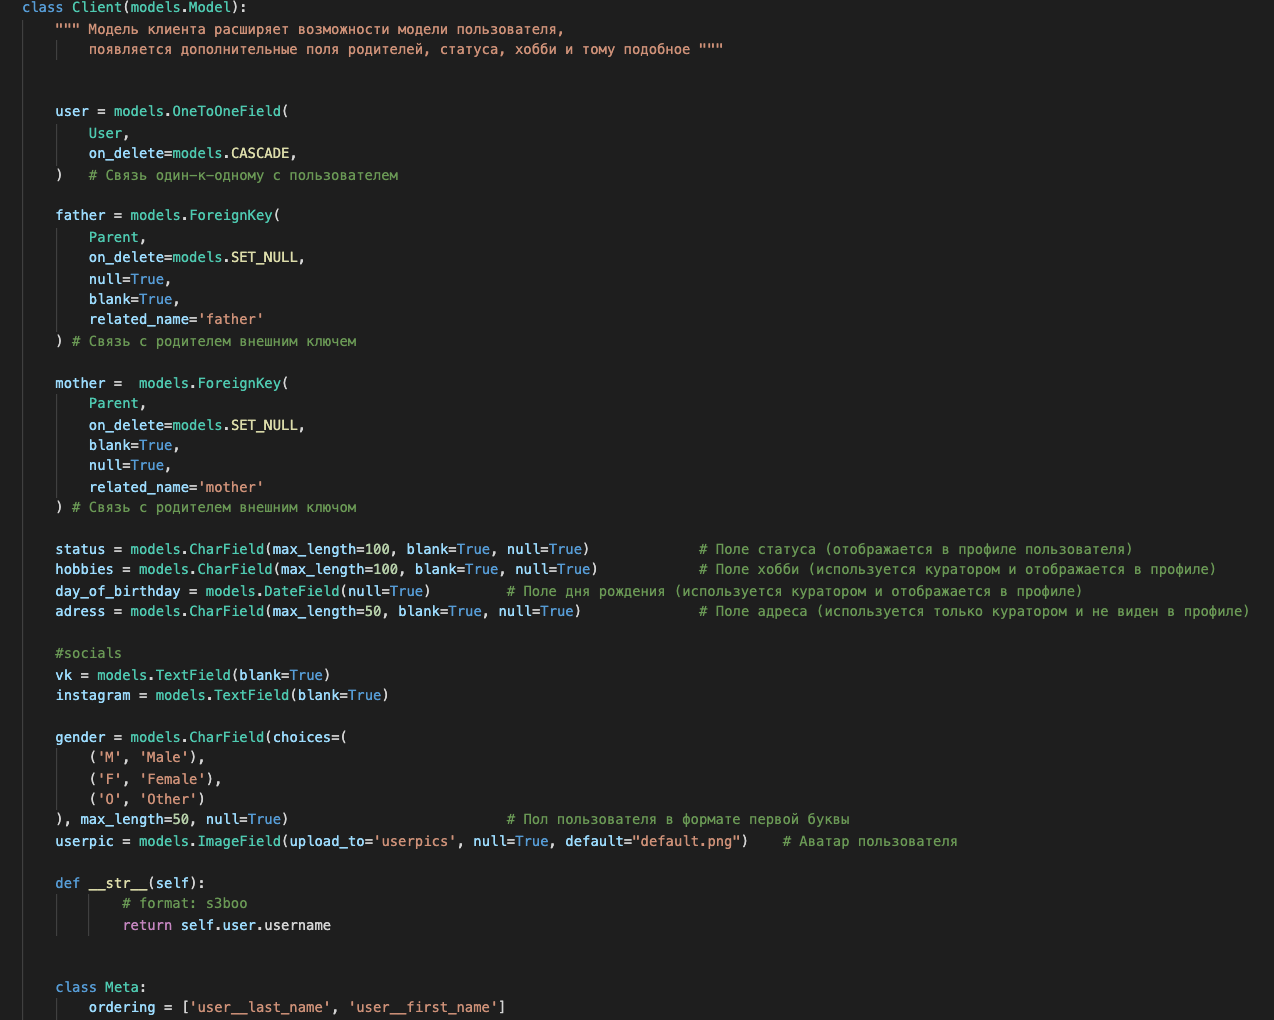 class Client(models.Model):
    """ Модель клиента расширяет возможности модели пользователя,
        появляется дополнительные поля родителей, статуса, хобби и тому подобное """
    user = models.OneToOneField(
        User,
        on_delete=models.CASCADE,
    )   # Связь один-к-одному с пользователем
    father = models.ForeignKey(
        Parent,
        on_delete=models.SET_NULL,
        null=True,
        blank=True,
        related_name='father'
    ) # Связь с родителем внешним ключем
    mother =  models.ForeignKey(
        Parent,
        on_delete=models.SET_NULL,
        blank=True,
        null=True,
        related_name='mother'
    ) # Связь с родителем внешним ключом
    status = models.CharField(max_length=100, blank=True, null=True)             # Поле статуса (отображается в профиле пользователя)
    hobbies = models.CharField(max_length=100, blank=True, null=True)            # Поле хобби (используется куратором и отображается в профиле)
    day_of_birthday = models.DateField(null=True)         # Поле дня рождения (используется куратором и отображается в профиле)
    adress = models.CharField(max_length=50, blank=True, null=True)              # Поле адреса (используется только куратором и не виден в профиле)
    #socials
    vk = models.TextField(blank=True)
    instagram = models.TextField(blank=True)
    gender = models.CharField(choices=(
        ('M', 'Male'),
        ('F', 'Female'),
        ('O', 'Other')
    ), max_length=50, null=True)                          # Пол пользователя в формате первой буквы
    userpic = models.ImageField(upload_to='userpics', null=True, default="default.png")    # Аватар пользователя
    def __str__(self):
            # format: s3boo
            return self.user.username
    class Meta:
        ordering = ['user__last_name', 'user__first_name']